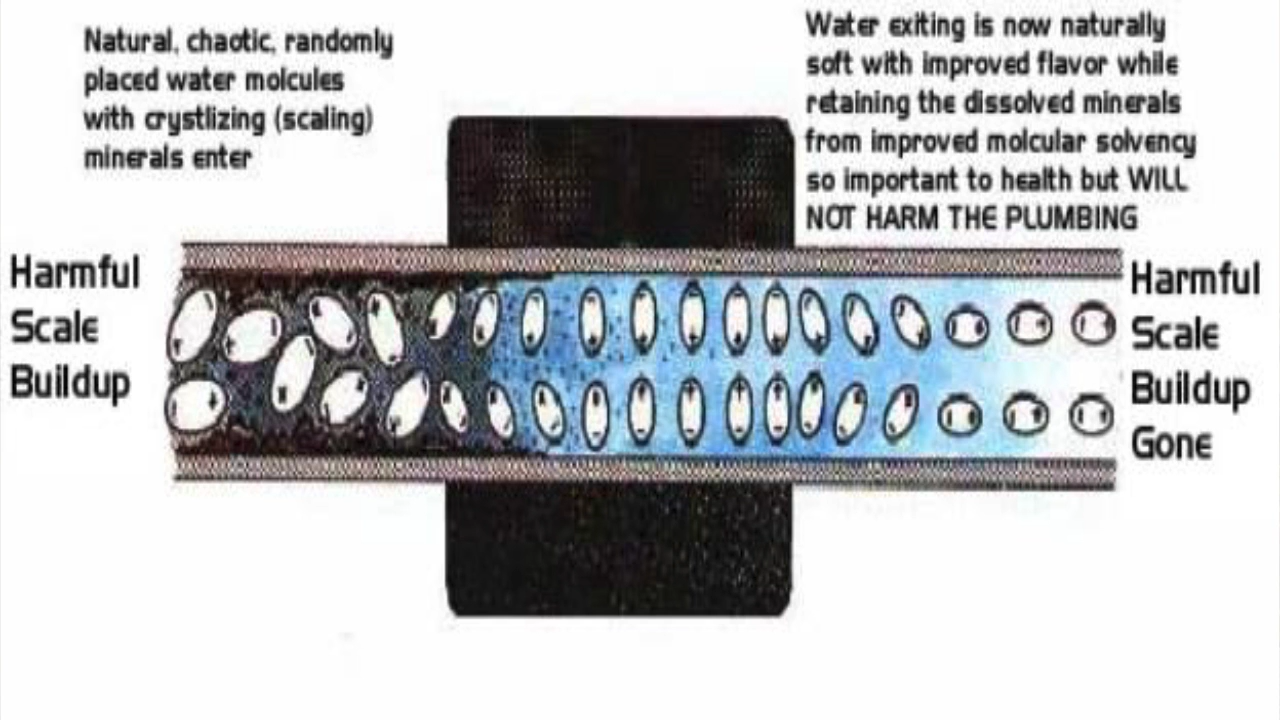 Natural, chaotic, randomly
placed water molcules
with crystlizing (scaling)
minerals enter
Water exiting is now naturally
soft with improved flavor while
retaining the dissolved minerals
from improved molcular solvency
so important to health but WILL
NOT HARM THE PLUMBING
Harmful
Scale
Buildup
Harmful
Scale
Buildup
Gone